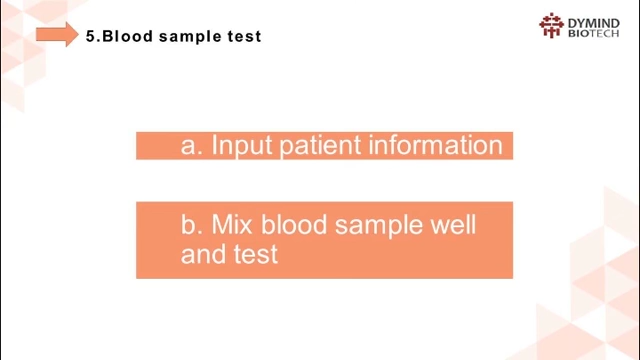 5.Blood sample test
DYMIND
BIOTECH
a. Input patient information
b. Mix blood sample well
and test